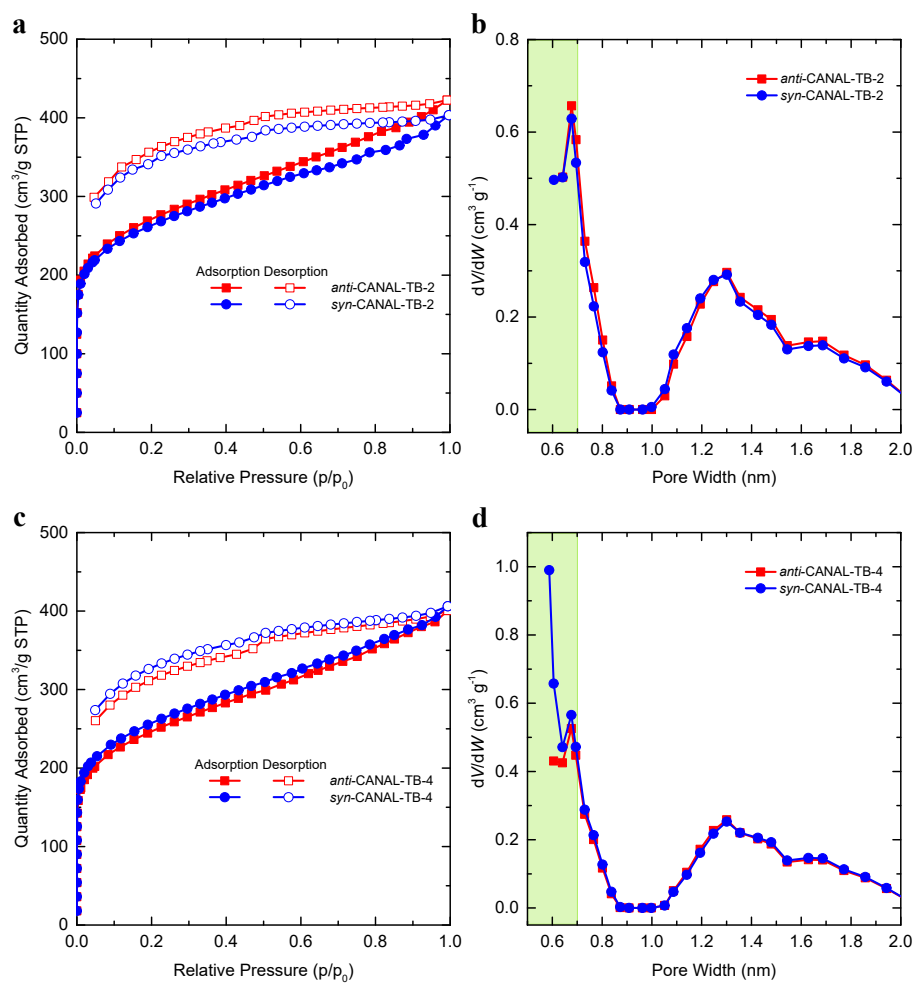 a
500
400
300
200
100
0
Quantity Adsorbed (cm³/g STP)
Adsorption Desorption
anti-CANAL-TB-2
syn-CANAL-TB-2
0.0 0.2 0.4 0.6 0.8 1.0
Relative Pressure (p/p₀)
b
0.8
0.6
0.4
0.2
0.0
dV/dW (cm³ g⁻¹)
anti-CANAL-TB-2
syn-CANAL-TB-2
0.6 0.8 1.0 1.2 1.4 1.6 1.8 2.0
Pore Width (nm)
c
500
400
300
200
100
0
Quantity Adsorbed (cm³/g STP)
Adsorption Desorption
anti-CANAL-TB-4
syn-CANAL-TB-4
0.0 0.2 0.4 0.6 0.8 1.0
Relative Pressure (p/p₀)
d
1.0
0.8
0.6
0.4
0.2
0.0
dV/dW (cm³ g⁻¹)
anti-CANAL-TB-4
syn-CANAL-TB-4
0.6 0.8 1.0 1.2 1.4 1.6 1.8 2.0
Pore Width (nm)